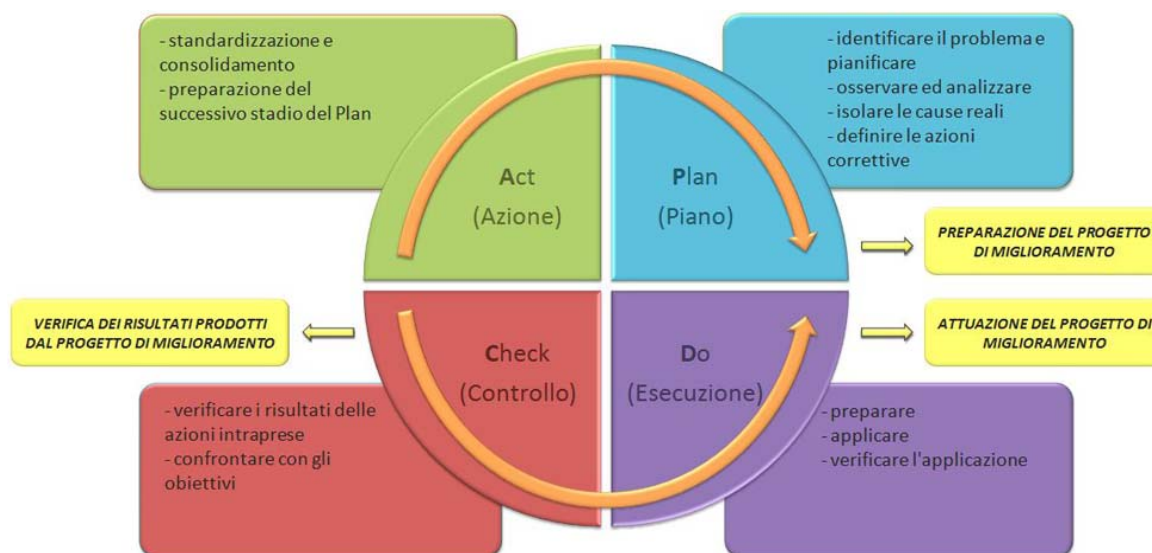 - standardizzazione e
consolidamento
- preparazione del
successivo stadio del Plan
- identificare il problema e
pianificare
- osservare ed analizzare
- isolare le cause reali
- definire le azioni
correttive
Act
(Azione)
Plan
(Piano)
PREPARAZIONE DEL PROGETTO
DI MIGLIORAMENTO
VERIFICA DEI RISULTATI PRODOTTI
DAL PROGETTO DI MIGLIORAMENTO
ATTUAZIONE DEL PROGETTO DI
MIGLIORAMENTO
Check
(Controllo)
Do
(Esecuzione)
- verificare i risultati delle
azioni intraprese
- confrontare con gli
obiettivi
- preparare
- applicare
- verificare l'applicazione